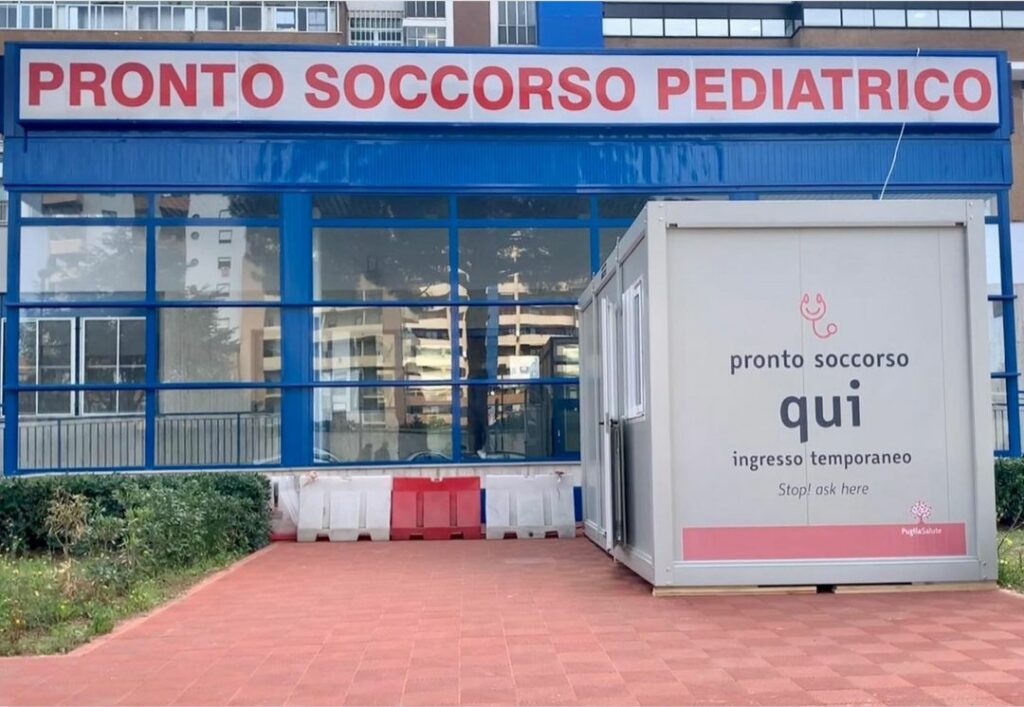 PRONTO SOCCORSO PEDIATRICO
pronto soccorso
qui
ingresso temporaneo
Stop! ask here
PugliaSalute